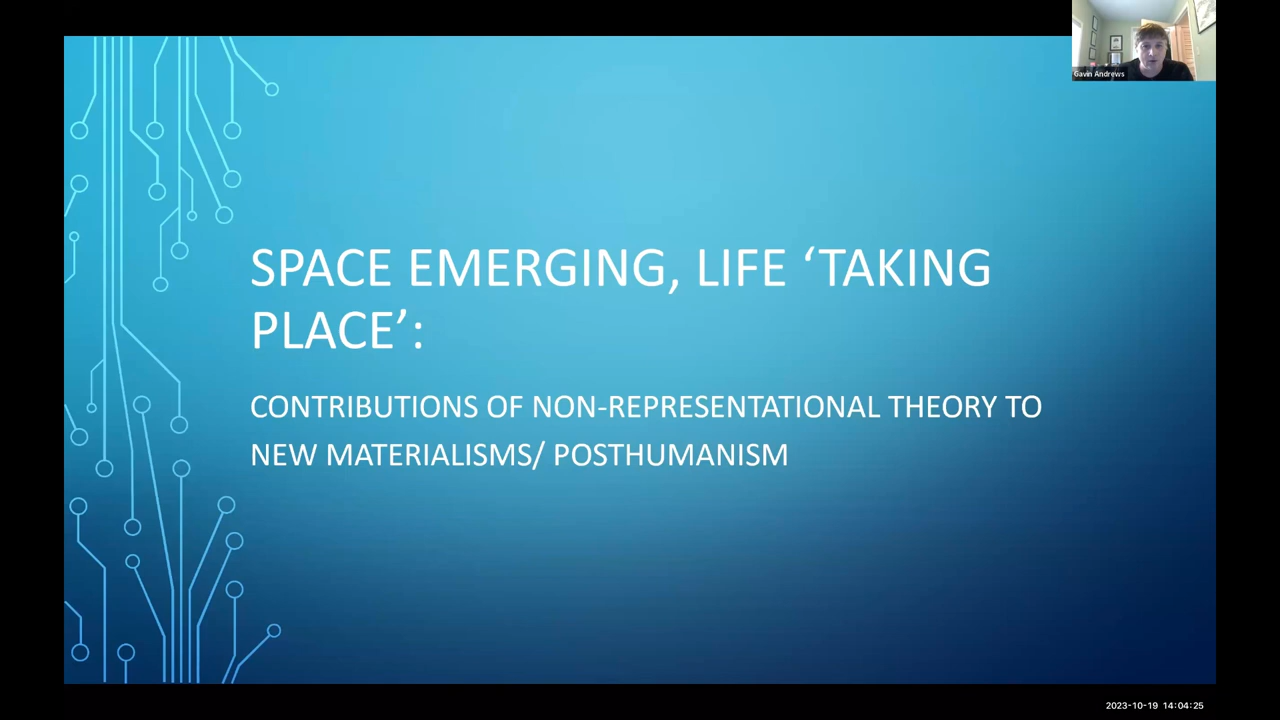 Gavin Andrews
SPACE EMERGING, LIFE ‘TAKING
PLACE’:
CONTRIBUTIONS OF NON-REPRESENTATIONAL THEORY TO
NEW MATERIALISMS/ POSTHUMANISM
2023-10-19 14:04:25